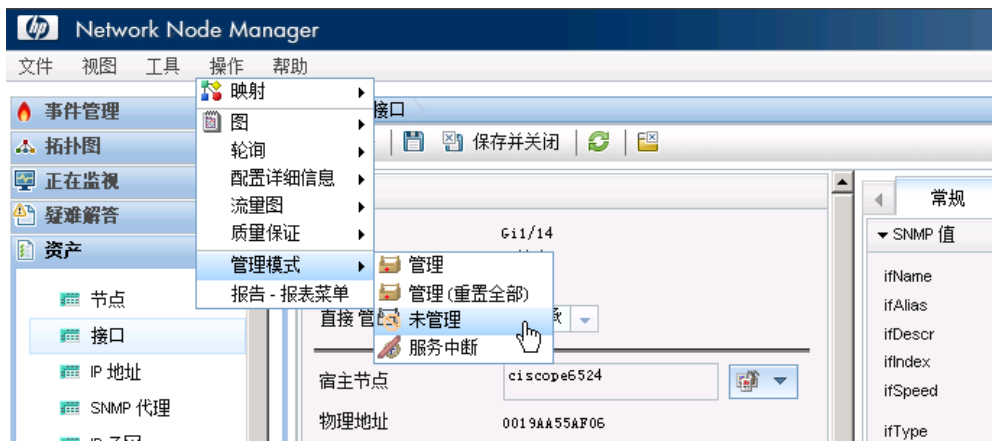 hp Network Node Manager
文件 视图 工具 操作 帮助
事件管理
拓扑图
正在监视
疑难解答
资产
节点
接口
IP 地址
SNMP 代理
映射
图
轮询
配置详细信息
流量图
质量保证
管理模式
报告 - 报表菜单
管理
管理(重置全部)
未管理
服务中断
接口
保存并关闭
Gi1/14
直接 管
宿主节点 ciscope6524
物理地址 0019AA55AF06
常规
SNMP 值
ifName
ifAlias
ifDescr
ifIndex
ifSpeed
ifType